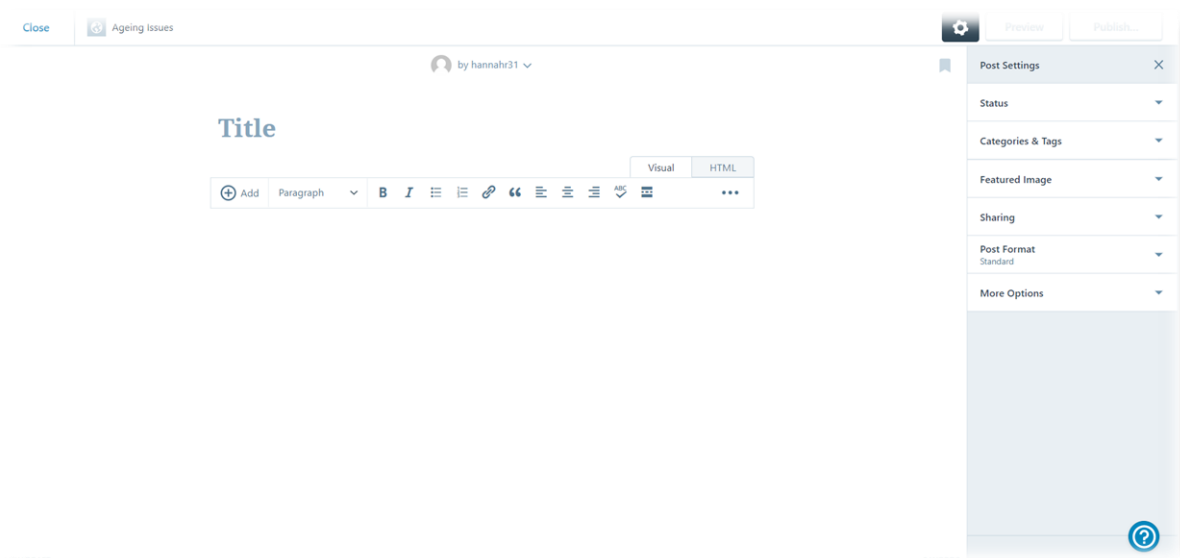 Close
Ageing issues
Preview
Publish...
by hannahr31
Post Settings
Status
Title
Categories & Tags
Visual
HTML
Featured Image
Add
Paragraph
B
I
ABC
Sharing
Post Format
Standard
More Options
?